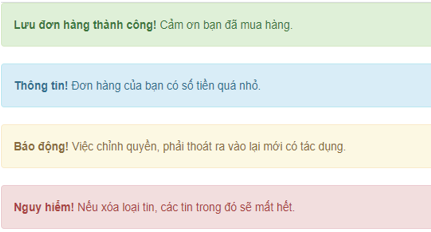 Lưu đơn hàng thành công! Cảm ơn bạn đã mua hàng.
Thông tin! Đơn hàng của bạn có số tiền quá nhỏ.
Báo động! Việc chỉnh quyền, phải thoát ra vào lại mới có tác dụng.
Nguy hiểm! Nếu xóa loại tin, các tin trong đó sẽ mất hết.